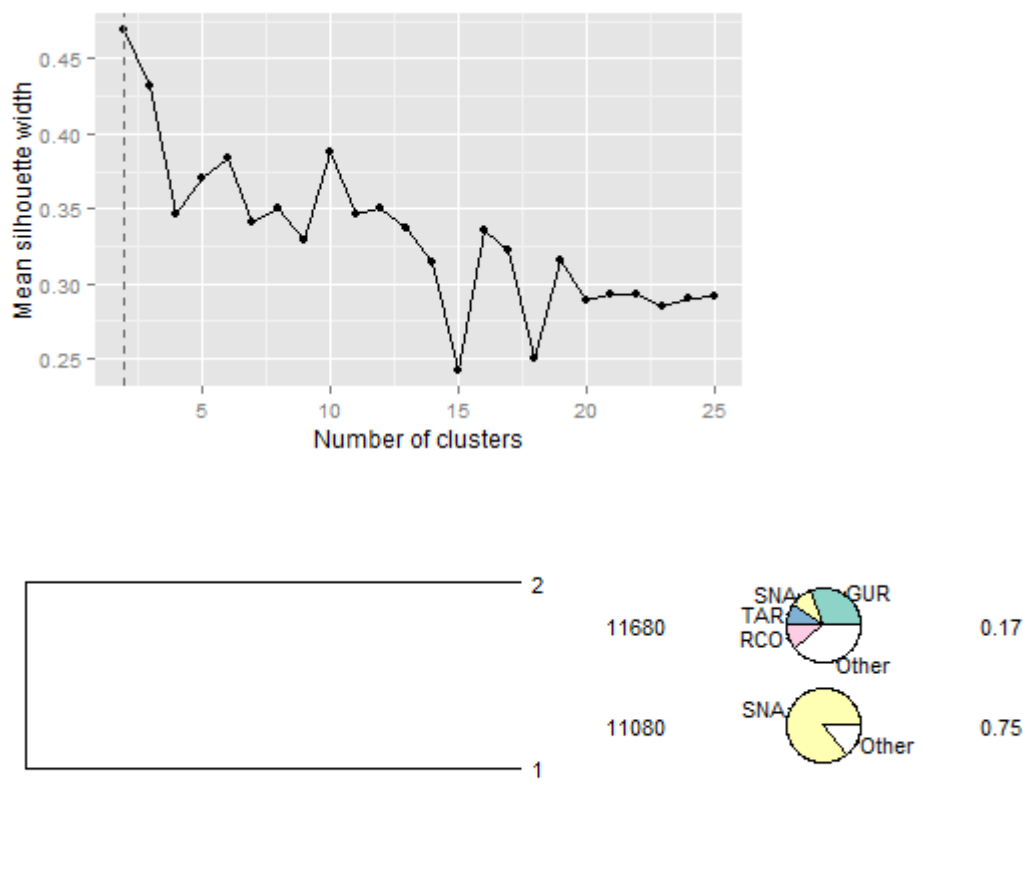 Mean silhouette width
0.45
0.40
0.35
0.30
0.25
5 10 15 20 25
Number of clusters
2
11680
SNA
GUR
TAR
RCO
Other
0.17
11080
SNA
Other
0.75
1